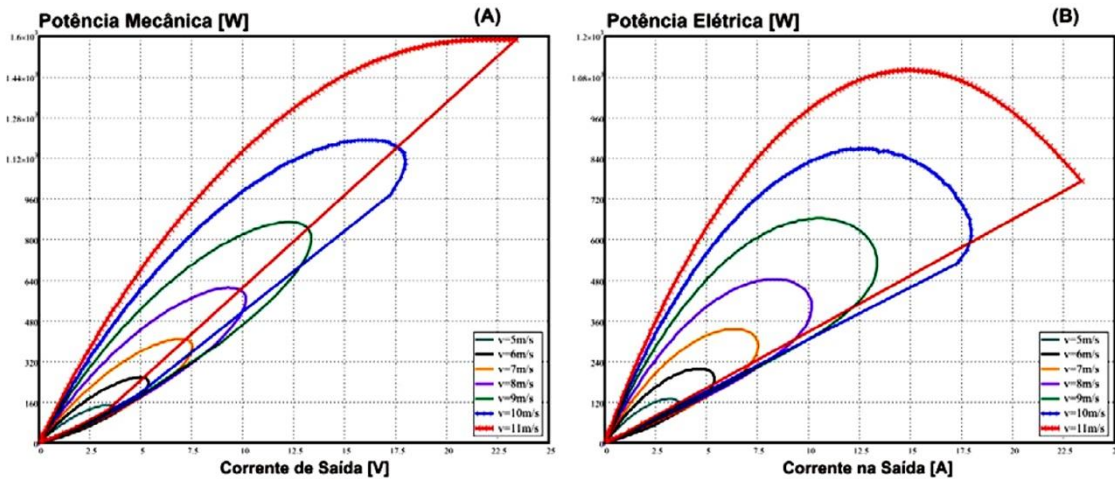 Potência Mecânica [W]
(A)
1.6×10³
1.44×10³
1.28×10³
1.12×10³
960
800
640
480
320
160
0
0
2.5
5
7.5
10
12.5
15
17.5
20
22.5
25
v=5m/s
v=6m/s
v=7m/s
v=8m/s
v=9m/s
v=10m/s
v=11m/s
Corrente de Saída [V]
Potência Elétrica [W]
(B)
1.2×10³
1.08×10³
960
840
720
600
480
360
240
120
0
0
2.5
5
7.5
10
12.5
15
17.5
20
22.5
v=5m/s
v=6m/s
v=7m/s
v=8m/s
v=9m/s
v=10m/s
v=11m/s
Corrente na Saída [A]